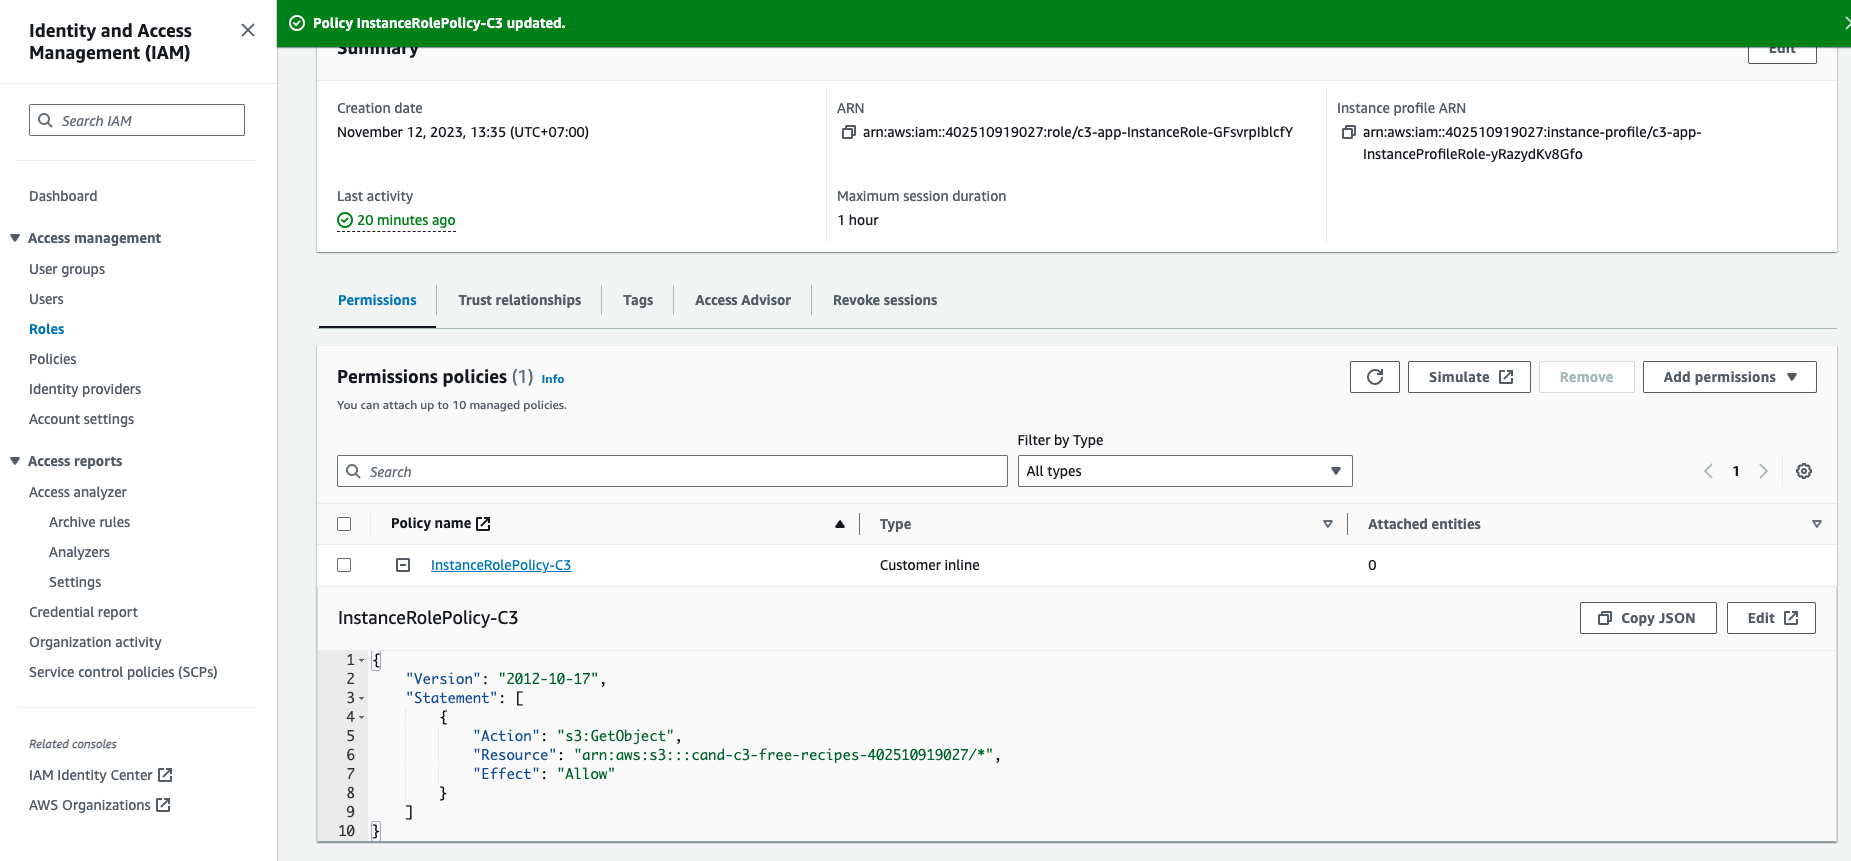 Identity and Access
Management (IAM)
Search IAM
Dashboard
Access management
User groups
Users
Roles
Policies
Identity providers
Account settings
Access reports
Access analyzer
Archive rules
Analyzers
Settings
Credential report
Organization activity
Service control policies (SCPs)
Related consoles
IAM Identity Center
AWS Organizations
Policy InstanceRolePolicy-C3 updated.
Summary
Edit
Creation date
November 12, 2023, 13:35 (UTC+07:00)
Last activity
20 minutes ago
ARN
arn:aws:iam::402510919027:role/c3-app-InstanceRole-GFsvrpIblcfY
Maximum session duration
1 hour
Instance profile ARN
arn:aws:iam::402510919027:instance-profile/c3-app-
InstanceProfileRole-yRazydKv8Gfo
Permissions
Trust relationships
Tags
Access Advisor
Revoke sessions
Permissions policies (1) Info
You can attach up to 10 managed policies.
Simulate
Remove
Add permissions
Filter by Type
Search
All types
1
Policy name
Type
Attached entities
InstanceRolePolicy-C3
Customer inline
0
InstanceRolePolicy-C3
Copy JSON
Edit
1 {
2 "Version": "2012-10-17",
3 "Statement": [
4 {
5 "Action": "s3:GetObject",
6 "Resource": "arn:aws:s3:::cand-c3-free-recipes-402510919027/*",
7 "Effect": "Allow"
8 }
9 ]
10 }